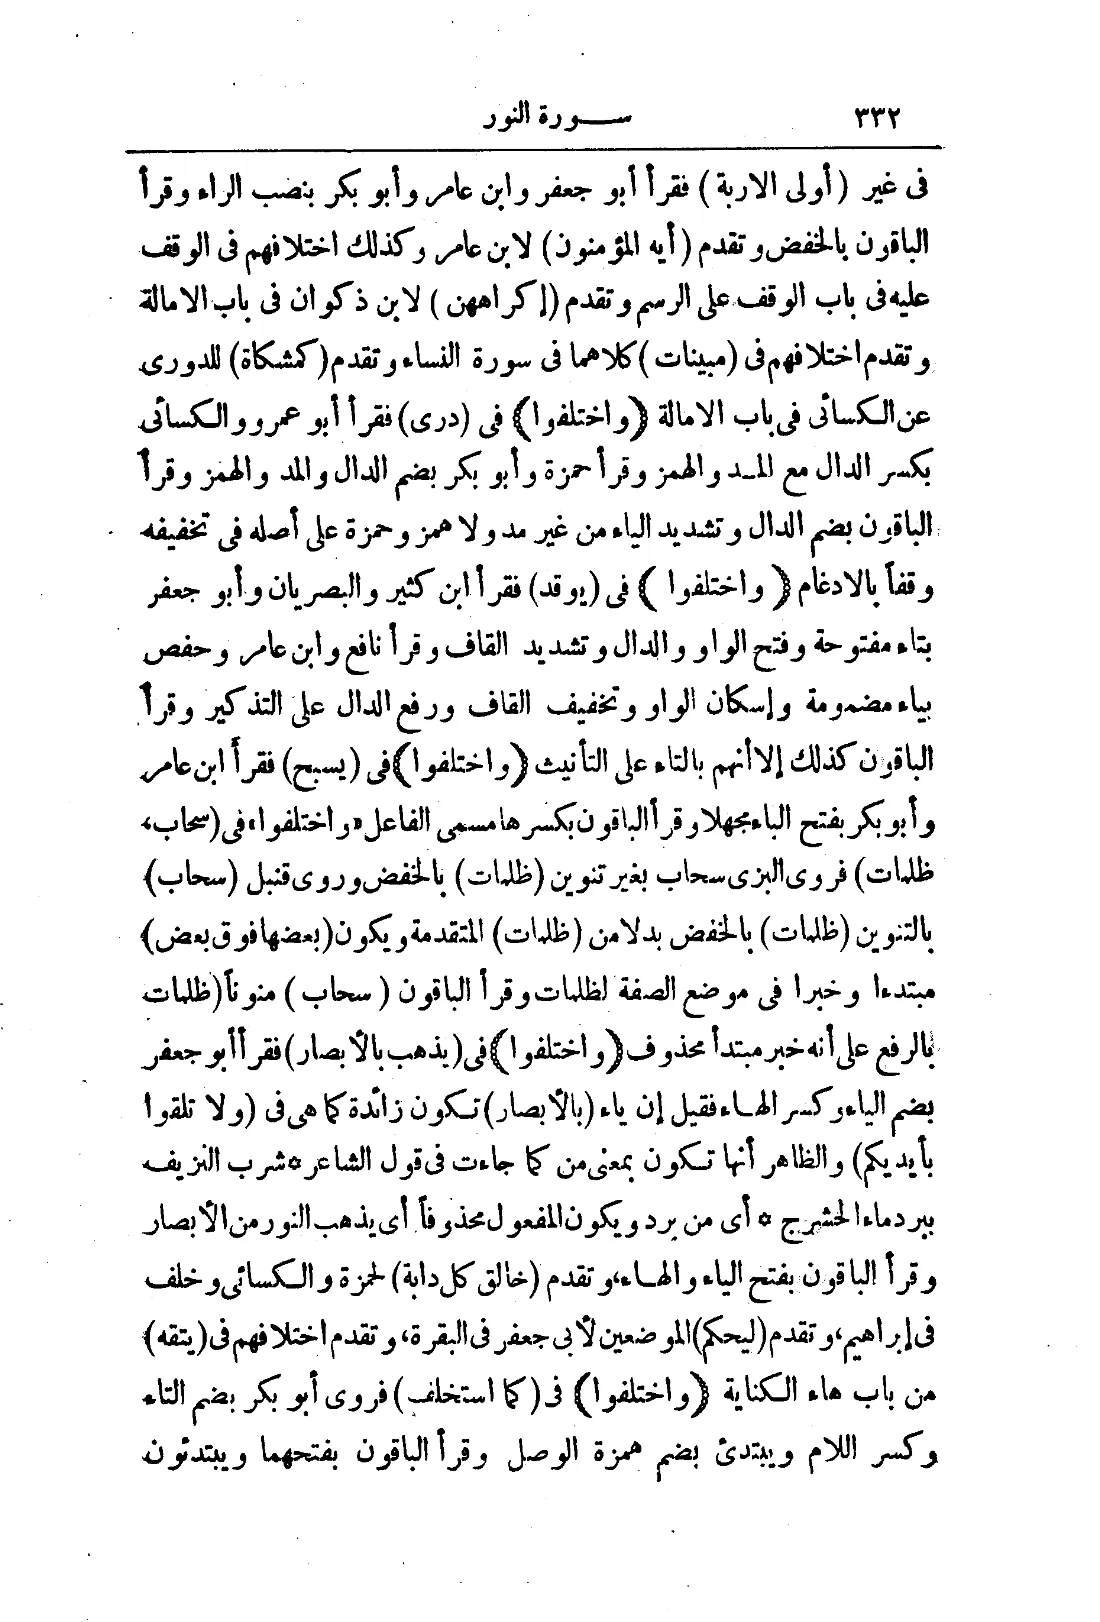 ٣٣٢ سورة النور
فى غير (أولى الاربة) فقرأ أبو جعفر وابن عامر وأبو بكر بنصب الراء وقرأ
الباقون بالخفض وتقدم (أيه المؤمنون) لابن عامر وكذلك اختلافهم فى الوقف
عليه فى باب الوقف على الرسم وتقدم (إكراههن) لابن ذكوان فى باب الامالة
وتقدم اختلافهم فى (مبينات) كلاهما فى سورة النساء وتقدم (كمشكاة) للدورى
عن الكسائى فى باب الامالة ﴿واختلفوا﴾ فى (درى) فقرأ أبو عمرو والكسائى
بكسر الدال مع المد والهمز وقرأ حمزة وأبو بكر بضم الدال والمد والهمز وقرأ
الباقون بضم الدال وتشديد الياء من غير مد ولا همز وحمزة على أصله فى تخفيفه
وقفاً بالادغام ﴿واختلفوا﴾ فى (يوقد) فقرأ ابن كثير والبصريان وأبو جعفر
بتاء مفتوحة وفتح الواو والدال وتشديد القاف وقرأ نافع وابن عامر وحفص
بياء مضمومة وإسكان الواو وتخفيف القاف ورفع الدال على التذكير وقرأ
الباقون كذلك إلا أنهم بالتاء على التأنيث ﴿واختلفوا﴾ فى (يسبح) فقرأ ابن عامر
وأبو بكر بفتح الباء مجهلا وقرأ الباقون بكسرها مسمى الفاعل «واختلفوا» فى (سحاب،
ظلمات) فروى البزى سحاب بغير تنوين (ظلمات) بالخفض وروى قنبل (سحاب)
بالتنوين (ظلمات) بالخفض بدلا من (ظلمات) المتقدمة ويكون (بعضها فوق بعض)
مبتدءا وخبرا فى موضع الصفة لظلمات وقرأ الباقون (سحاب) منوناً (ظلمات
بالرفع على أنه خبر مبتدأ محذوف ﴿واختلفوا﴾ فى (يذهب بالأبصار) فقرأ أبو جعفر
بضم الياء وكسر الهاء فقيل إن باء (بالأبصار) تكون زائدة كما هى فى (ولا تلقوا
بأيديكم) والظاهر أنها تكون بمعنى من كما جاءت فى قول الشاعر * شرب النزيف
ببرد ماء الحشرج * أى من برد ويكون المفعول محذوفاً أى يذهب النور من الأبصار
وقرأ الباقون بفتح الياء والهاء، وتقدم (خالق كل دابة) لحمزة والكسائى وخلف
فى إبراهيم، وتقدم (ليحكم) الموضعين لأبى جعفر فى البقرة، وتقدم اختلافهم فى (يتقه)
من باب هاء الكناية ﴿واختلفوا﴾ فى (كما استخلف) فروى أبو بكر بضم التاء
وكسر اللام ويبتدئ بضم همزة الوصل وقرأ الباقون بفتحهما ويبتدئون